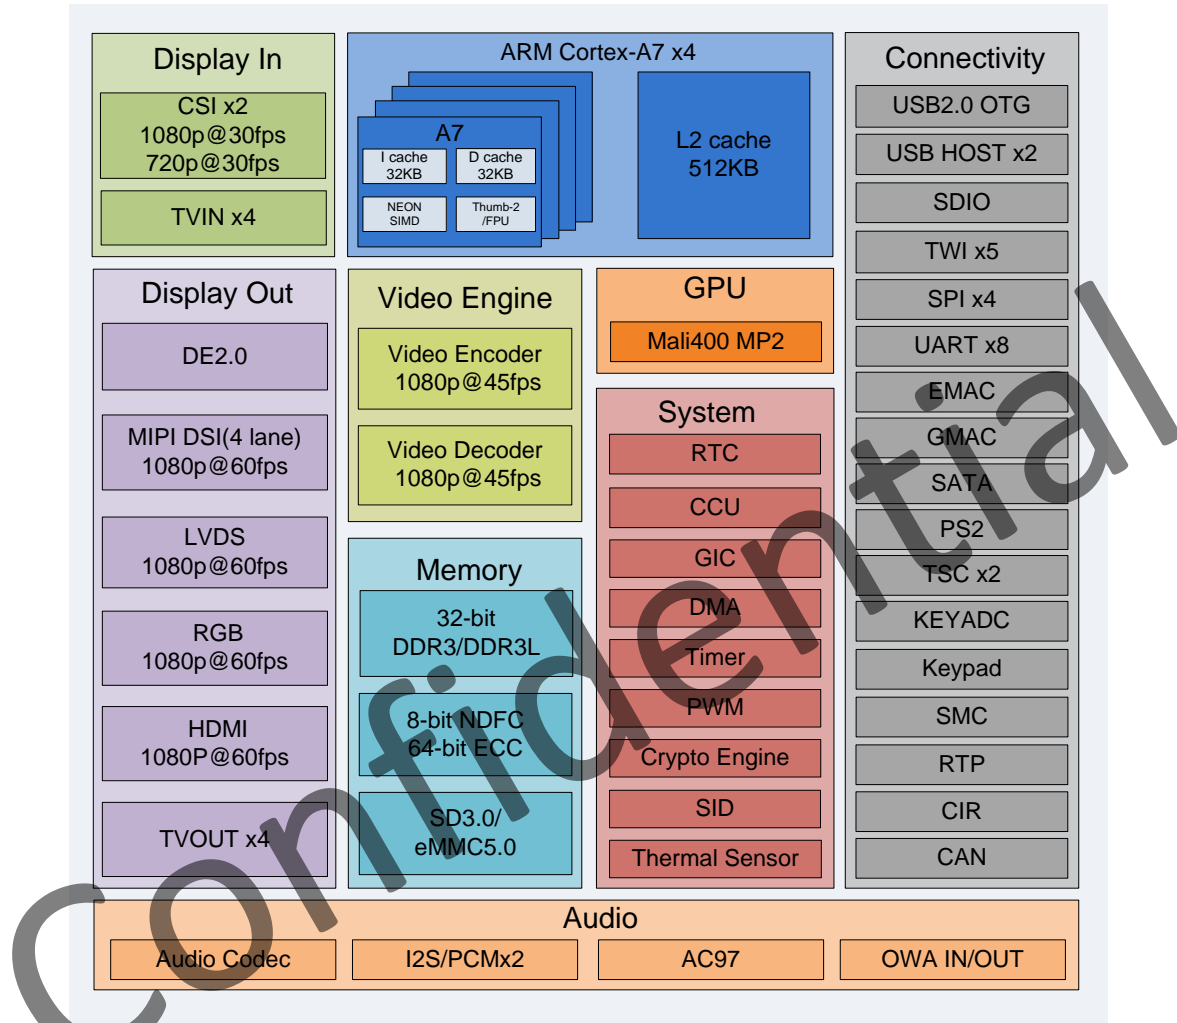 Display In
CSI x2
1080p@30fps
720p@30fps
TVIN x4
ARM Cortex-A7 x4
A7
I cache
32KB
D cache
32KB
NEON
SIMD
Thumb-2
/FPU
L2 cache
512KB
Connectivity
USB2.0 OTG
USB HOST x2
SDIO
TWI x5
SPI x4
UART x8
EMAC
GMAC
SATA
PS2
TSC x2
KEYADC
Keypad
SMC
RTP
CIR
CAN
Display Out
DE2.0
MIPI DSI(4 lane)
1080p@60fps
LVDS
1080p@60fps
RGB
1080p@60fps
HDMI
1080P@60fps
TVOUT x4
Video Engine
Video Encoder
1080p@45fps
Video Decoder
1080p@45fps
GPU
Mali400 MP2
Memory
32-bit
DDR3/DDR3L
8-bit NDFC
64-bit ECC
SD3.0/
eMMC5.0
System
RTC
CCU
GIC
DMA
Timer
PWM
Crypto Engine
SID
Thermal Sensor
Audio
Audio Codec
I2S/PCMx2
AC97
OWA IN/OUT
Confidential